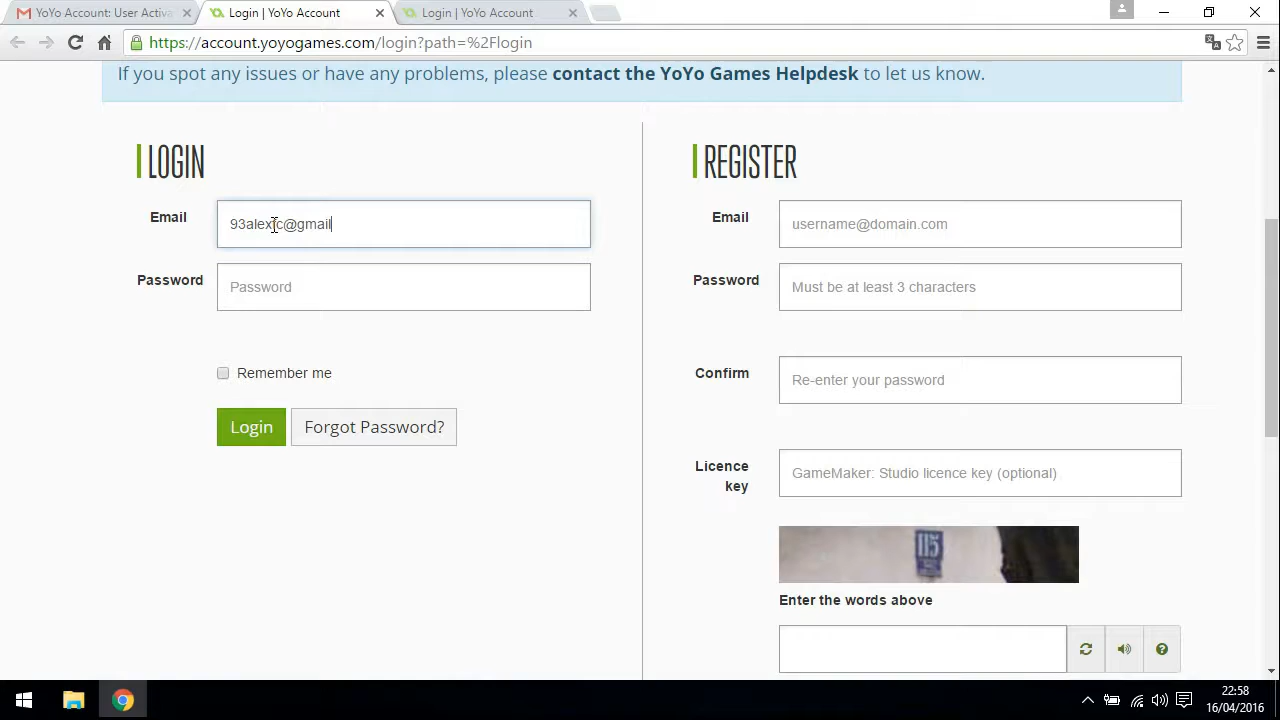 YoYo Account: User Activa
Login | YoYo Account
Login | YoYo Account
https://account.yoyogames.com/login?path=%2Flogin
If you spot any issues or have any problems, please contact the YoYo Games Helpdesk to let us know.
LOGIN
Email
93alexfc@gmail
Password
Password
Remember me
Login
Forgot Password?
REGISTER
Email
username@domain.com
Password
Must be at least 3 characters
Confirm
Re-enter your password
Licence
key
GameMaker: Studio licence key (optional)
115
Enter the words above
22:58
16/04/2016